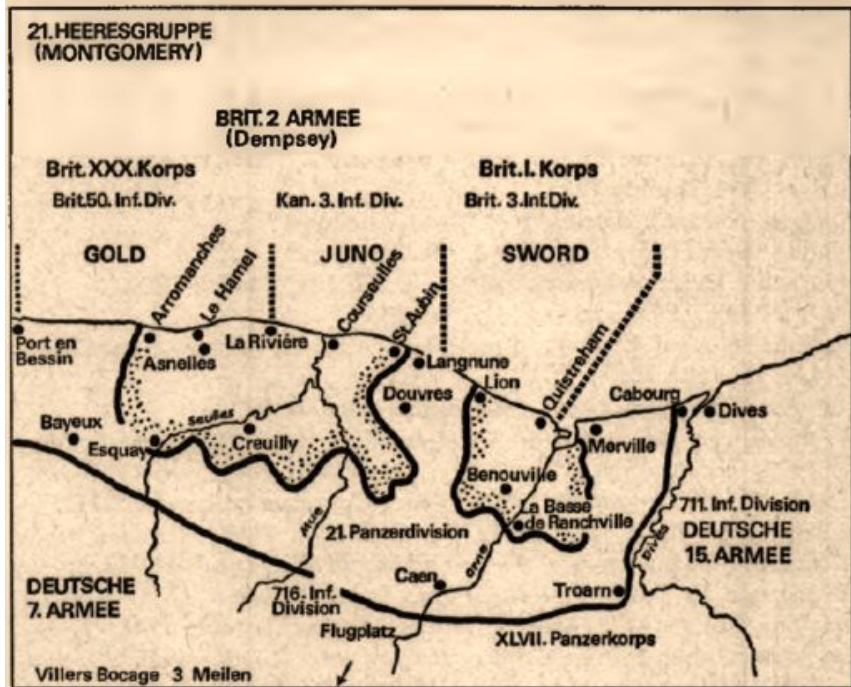 21. HEERESGRUPPE
(MONTGOMERY)
BRIT. 2 ARMEE
(Dempsey)
Brit. XXX. Korps
Brit. I. Korps
Brit. 50. Inf. Div.
Kan. 3. Inf. Div.
Brit. 3. Inf. Div.
GOLD
JUNO
SWORD
Arromanches
Le Hamel
Courseulles
St. Aubin
Quistreham
Port en
Bessin
Asnelles
La Riviére
Langnune
Lion
Cabourg
Dives
Bayeux
Esquay
Seulles
Creuilly
Douvres
Merville
Benouville
La Basse
de Ranchville
Mue
21. Panzerdivision
Orne
711. Inf. Division
DEUTSCHE
15. ARMEE
Dives
DEUTSCHE
7. ARMEE
716. Inf.
Division
Caen
Troarn
Flugplatz
XLVII. Panzerkorps
Villers Bocage 3 Meilen